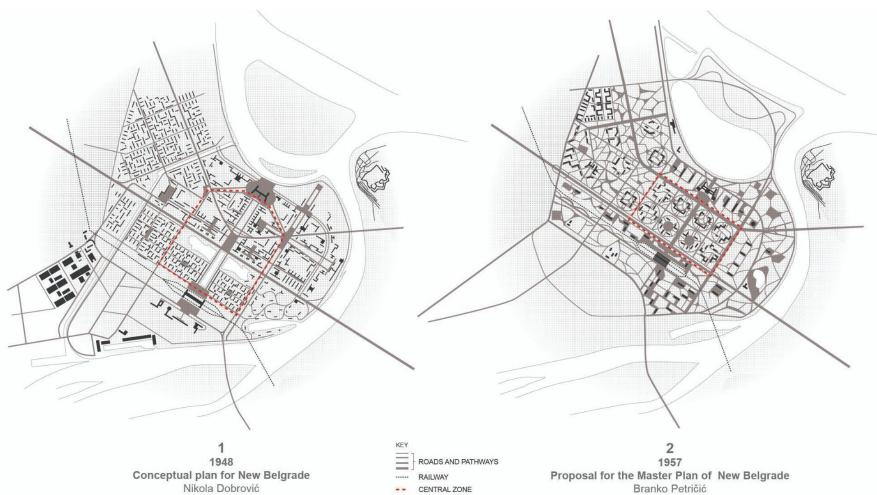 1
1948
Conceptual plan for New Belgrade
Nikola Dobrović
KEY
ROADS AND PATHWAYS
RAILWAY
CENTRAL ZONE
2
1957
Proposal for the Master Plan of New Belgrade
Branko Petričić